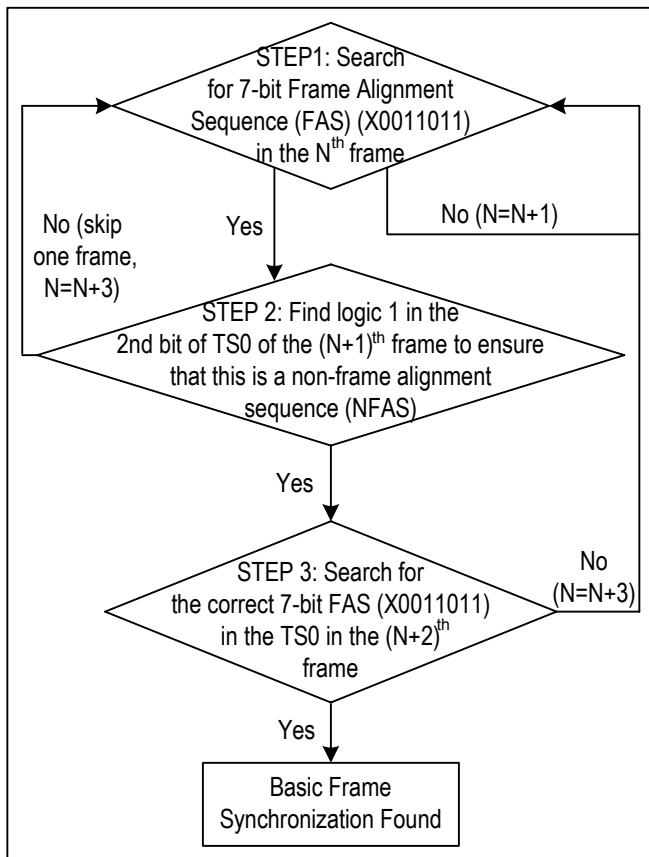 STEP1: Search
for 7-bit Frame Alignment
Sequence (FAS) (X0011011)
in the Nth frame
No (skip
one frame,
N=N+3)
Yes
No (N=N+1)
STEP 2: Find logic 1 in the
2nd bit of TS0 of the (N+1)th frame to ensure
that this is a non-frame alignment
sequence (NFAS)
Yes
STEP 3: Search for
the correct 7-bit FAS (X0011011)
in the TS0 in the (N+2)th
frame
No
(N=N+3)
Yes
Basic Frame
Synchronization Found